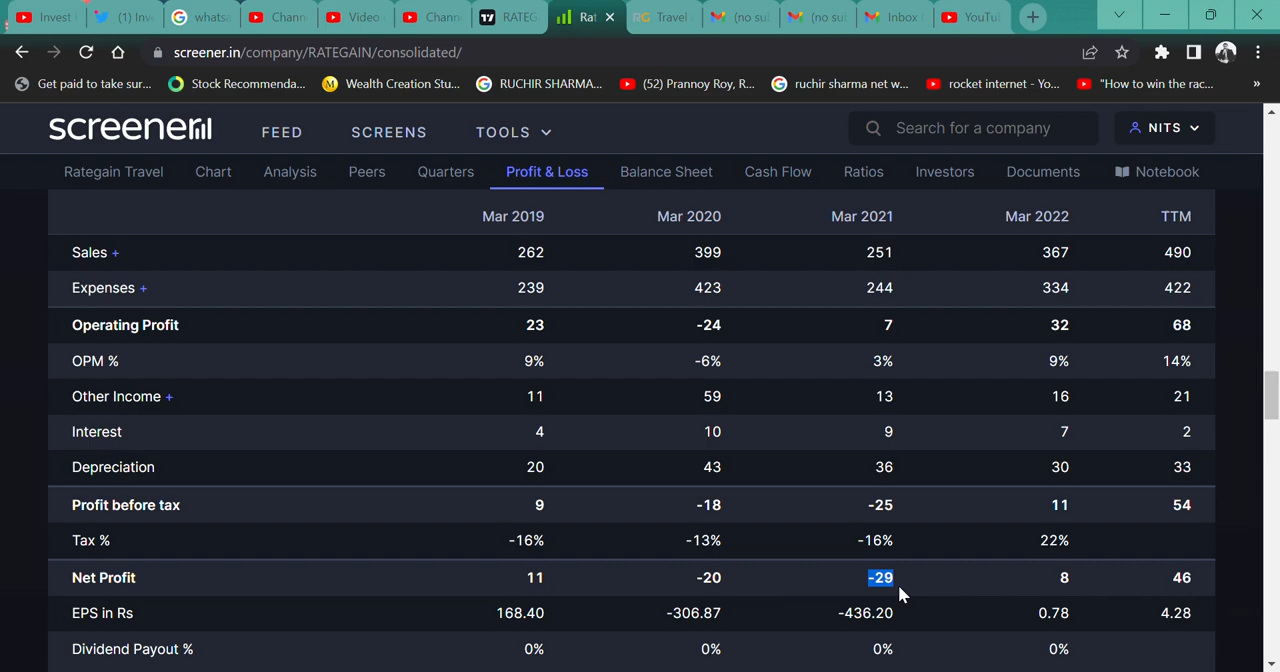 Invest
(1) Inve
whatsa
Chann
Video
Chann
RATEG
Rat
Travel
(no su
(no su
Inbox
YouTu
screener.in/company/RATEGAIN/consolidated/
Get paid to take sur... Stock Recommenda... Wealth Creation Stu... RUCHIR SHARMA... (52) Prannoy Roy, R... ruchir sharma net w... rocket internet - Yo... "How to win the rac... »
screener FEED SCREENS TOOLS Search for a company NITS
Rategain Travel Chart Analysis Peers Quarters Profit & Loss Balance Sheet Cash Flow Ratios Investors Documents Notebook
Mar 2019 Mar 2020 Mar 2021 Mar 2022 TTM
Sales + 262 399 251 367 490
Expenses + 239 423 244 334 422
Operating Profit 23 -24 7 32 68
OPM % 9% -6% 3% 9% 14%
Other Income + 11 59 13 16 21
Interest 4 10 9 7 2
Depreciation 20 43 36 30 33
Profit before tax 9 -18 -25 11 54
Tax % -16% -13% -16% 22%
Net Profit 11 -20 -29 8 46
EPS in Rs 168.40 -306.87 -436.20 0.78 4.28
Dividend Payout % 0% 0% 0% 0%